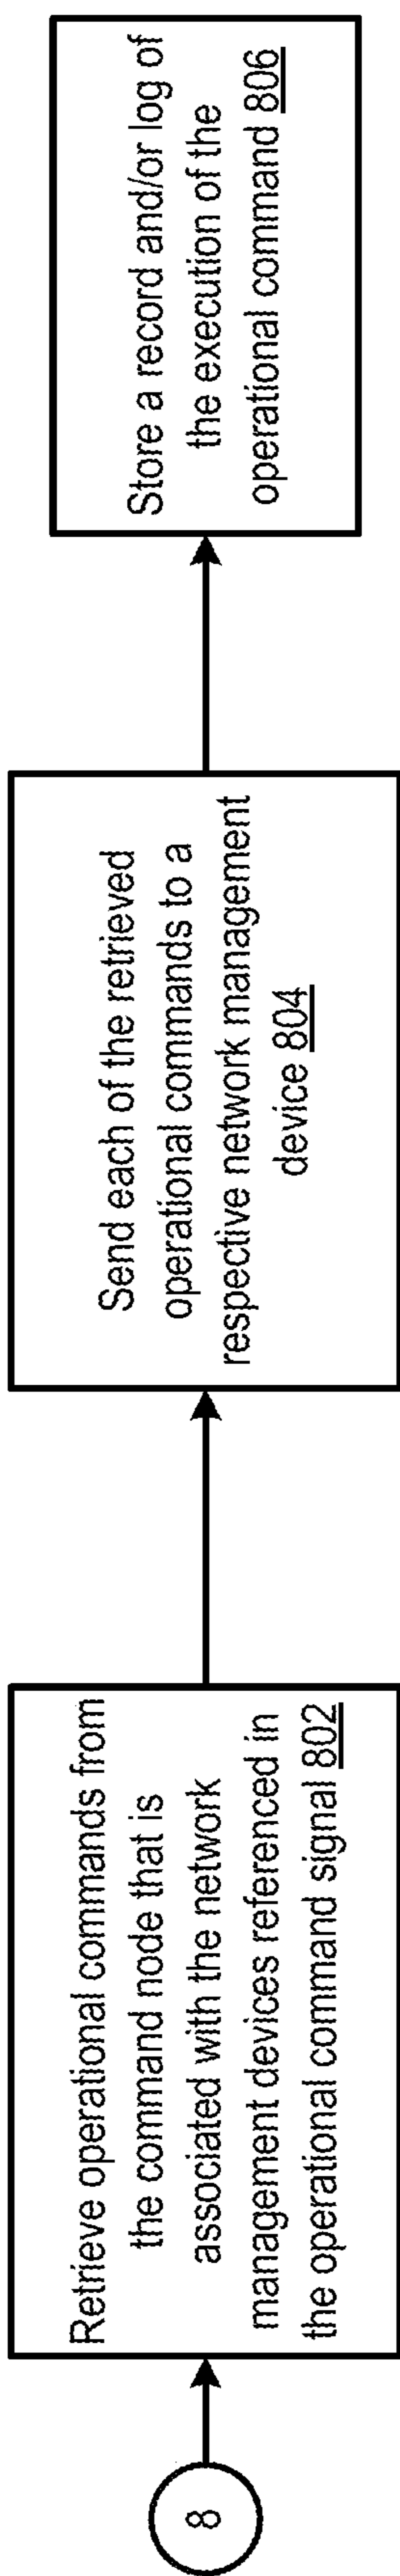 8
Retrieve operational commands from
the command node that is
associated with the network
management devices referenced in
the operational command signal 802
Send each of the retrieved
operational commands to a
respective network management
device 804
Store a record and/or log of
the execution of the
operational command 806